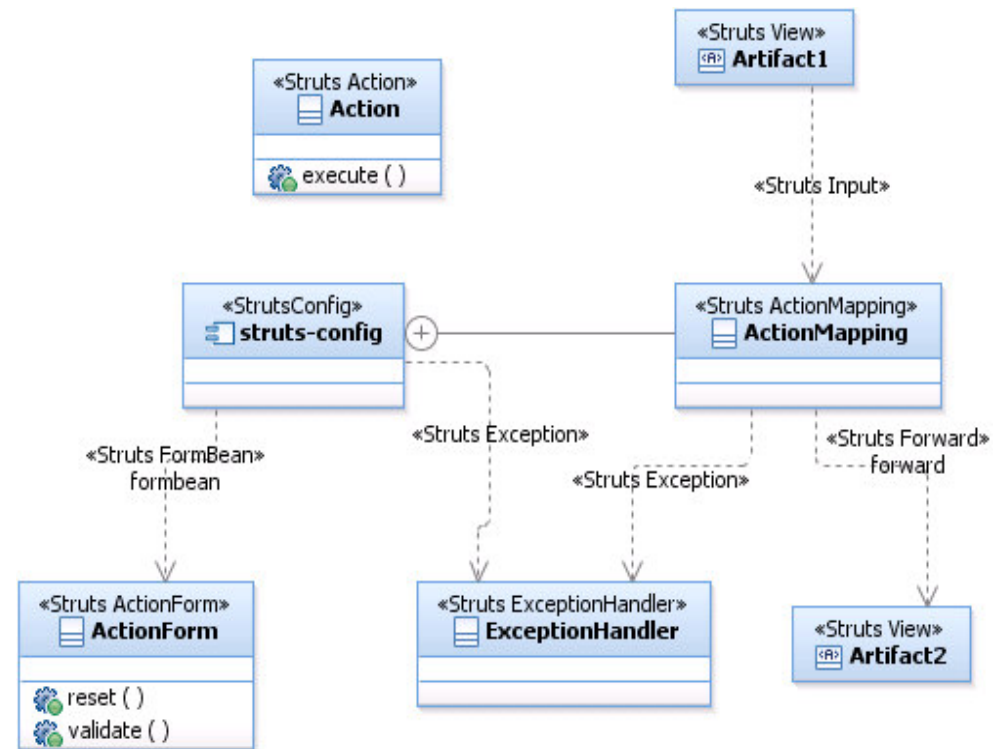 «Struts View»
Artifact1
«Struts Action»
Action
execute ( )
«Struts Input»
«StrutsConfig»
struts-config
«Struts ActionMapping»
ActionMapping
«Struts Exception»
«Struts Forward»
forward
«Struts FormBean»
formbean
«Struts Exception»
«Struts ActionForm»
ActionForm
reset ( )
validate ( )
«Struts ExceptionHandler»
ExceptionHandler
«Struts View»
Artifact2